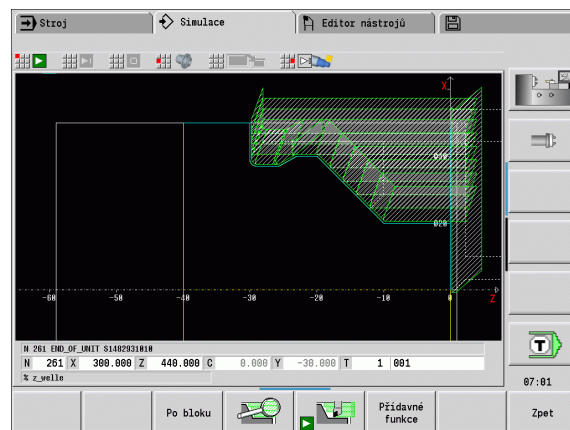 Stroj
Simulace
Editor nástrojů
X
Ø20
-60
-50
-40
-30
-20
-10
0
Z
N 261 END_OF_UNIT S1482931010
N 261 X 300.000 Z 440.000 C 0.000 Y -30.000 T 1 001
% z_welle
07:01
Po bloku
Přídavné
funkce
Zpet
T